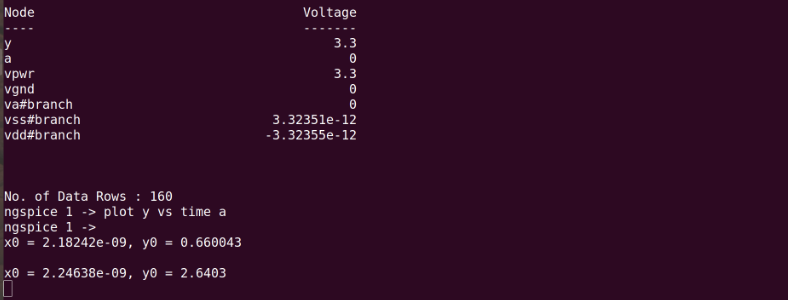 Node Voltage
---- -------
y 3.3
a 0
vpwr 3.3
vgnd 0
va#branch 0
vss#branch 3.32351e-12
vdd#branch -3.32355e-12
No. of Data Rows : 160
ngspice 1 -> plot y vs time a
ngspice 1 ->
x0 = 2.18242e-09, y0 = 0.660043
x0 = 2.24638e-09, y0 = 2.6403